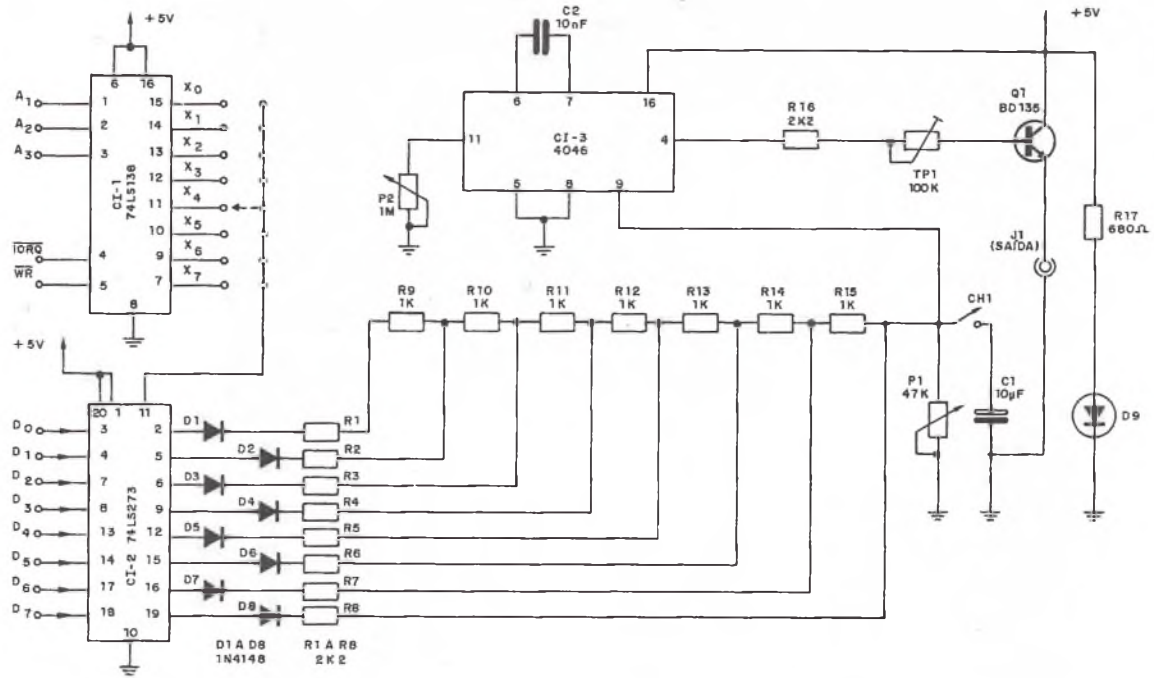 +5V
6 16
A1 1 15 X0
A2 2 14 X1
A3 3 13 X2
12 X3
11 X4
10 X5
IORQ 4 9 X6
WR 5 7 X7
8
CI-1
74LS138
C2
10nF
6 7 16
11 4
CI-3
4046
5 8 9
P2
1M
R16
2K2
TP1
100K
+5V
Q1
BD135
J1
(SAÍDA)
R17
680Ω
R9
1K
R10
1K
R11
1K
R12
1K
R13
1K
R14
1K
R15
1K
CH1
P1
47K
C1
10µF
D9
+5V
20 1 11
D0 3 2 D1 R1
D1 4 5 D2 R2
D2 7 6 D3 R3
D3 8 9 D4 R4
D4 13 12 D5 R5
D5 14 15 D6 R6
D6 17 16 D7 R7
D7 18 19 D8 R8
10
CI-2
74LS273
D1 A D8
1N4148
R1 A R8
2K2